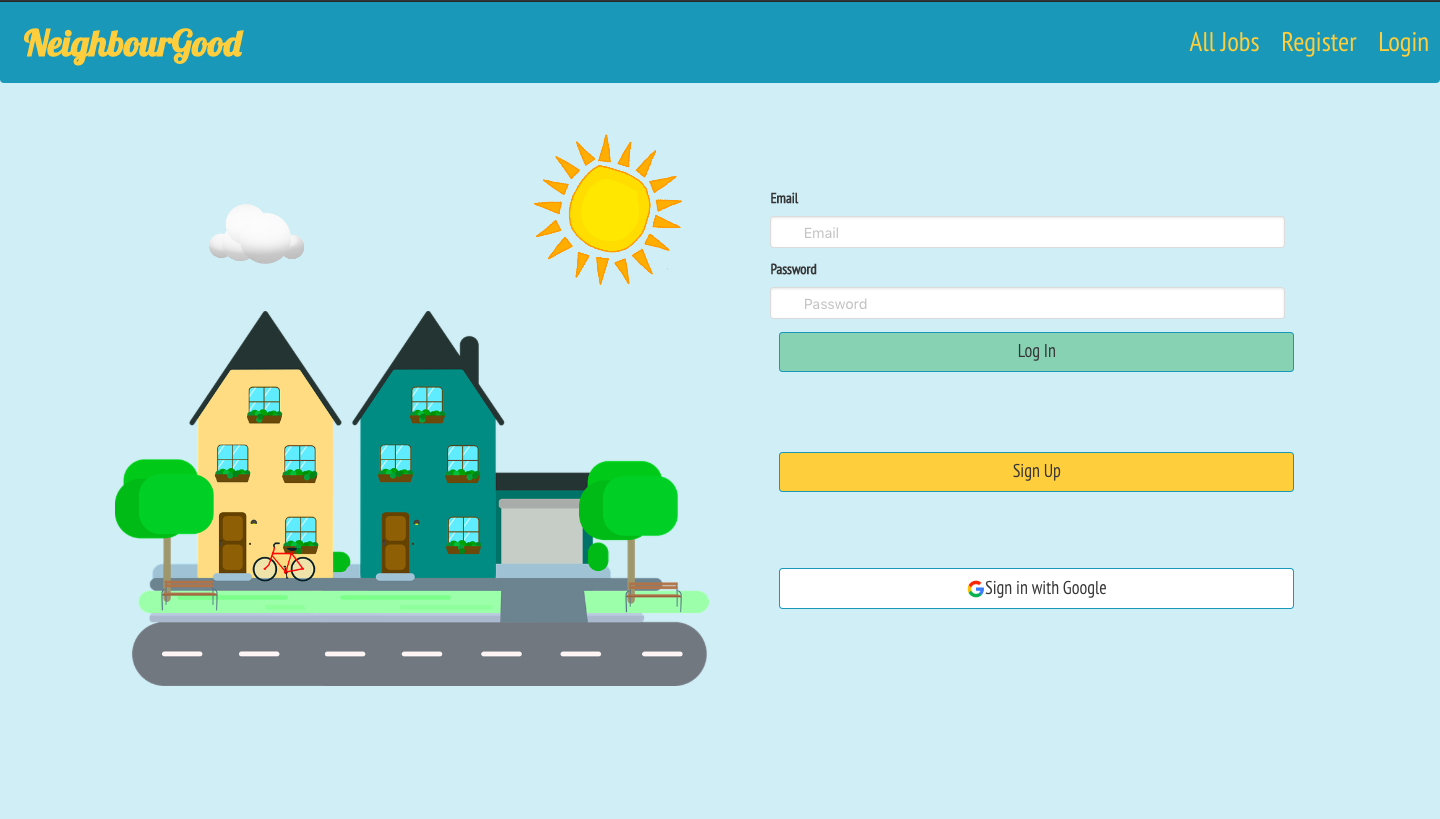 NeighbourGood
All Jobs Register Login
Email
Email
Password
Password
Log In
Sign Up
Sign in with Google